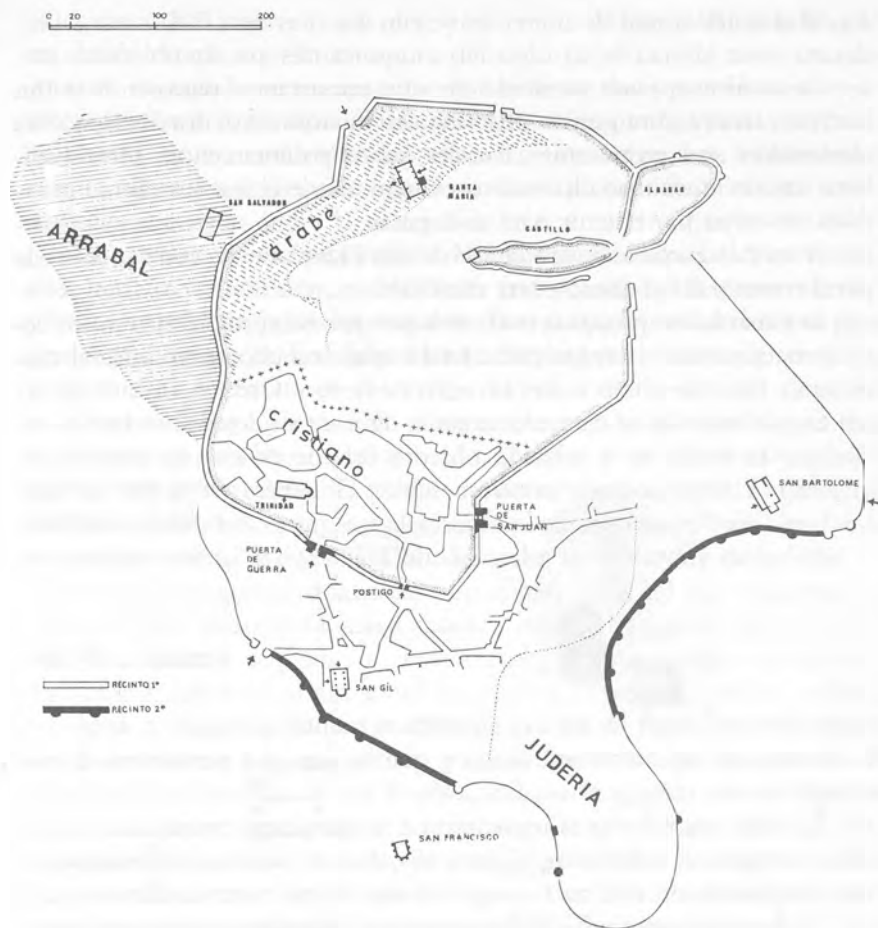 0 20 100 200
SAN SALVADOR
SANTA
MARIA
ALCAZAR
CASTILLO
ARRABAL
árabe
Cristiano
SAN BARTOLOME
TRINIDAD
PUERTA
DE
SAN JUAN
PUERTA
DE
GUERRA
POSTIGO
SAN GIL
RECINTO 1º
RECINTO 2º
JUDERIA
SAN FRANCISCO